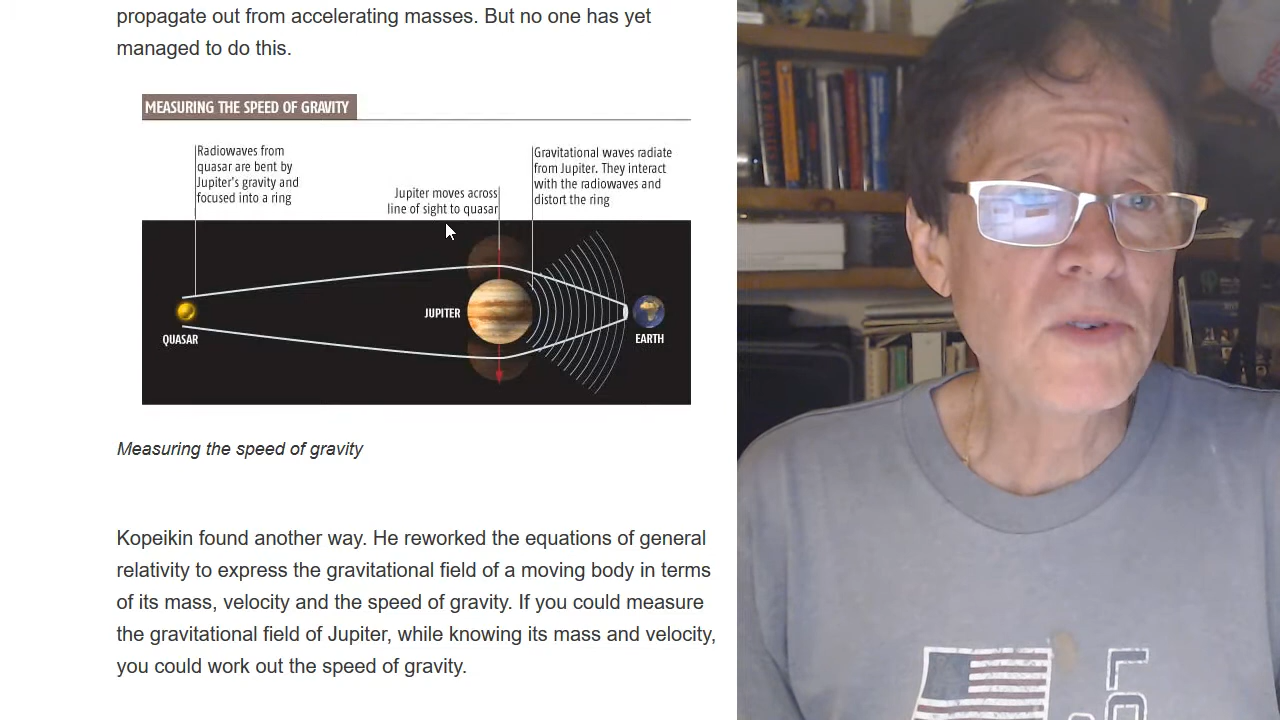 propagate out from accelerating masses. But no one has yet
managed to do this.
MEASURING THE SPEED OF GRAVITY
Radiowaves from
quasar are bent by
Jupiter's gravity and
focused into a ring
Jupiter moves across
line of sight to quasar
Gravitational waves radiate
from Jupiter. They interact
with the radiowaves and
distort the ring
QUASAR
JUPITER
EARTH
Measuring the speed of gravity
Kopeikin found another way. He reworked the equations of general
relativity to express the gravitational field of a moving body in terms
of its mass, velocity and the speed of gravity. If you could measure
the gravitational field of Jupiter, while knowing its mass and velocity,
you could work out the speed of gravity.